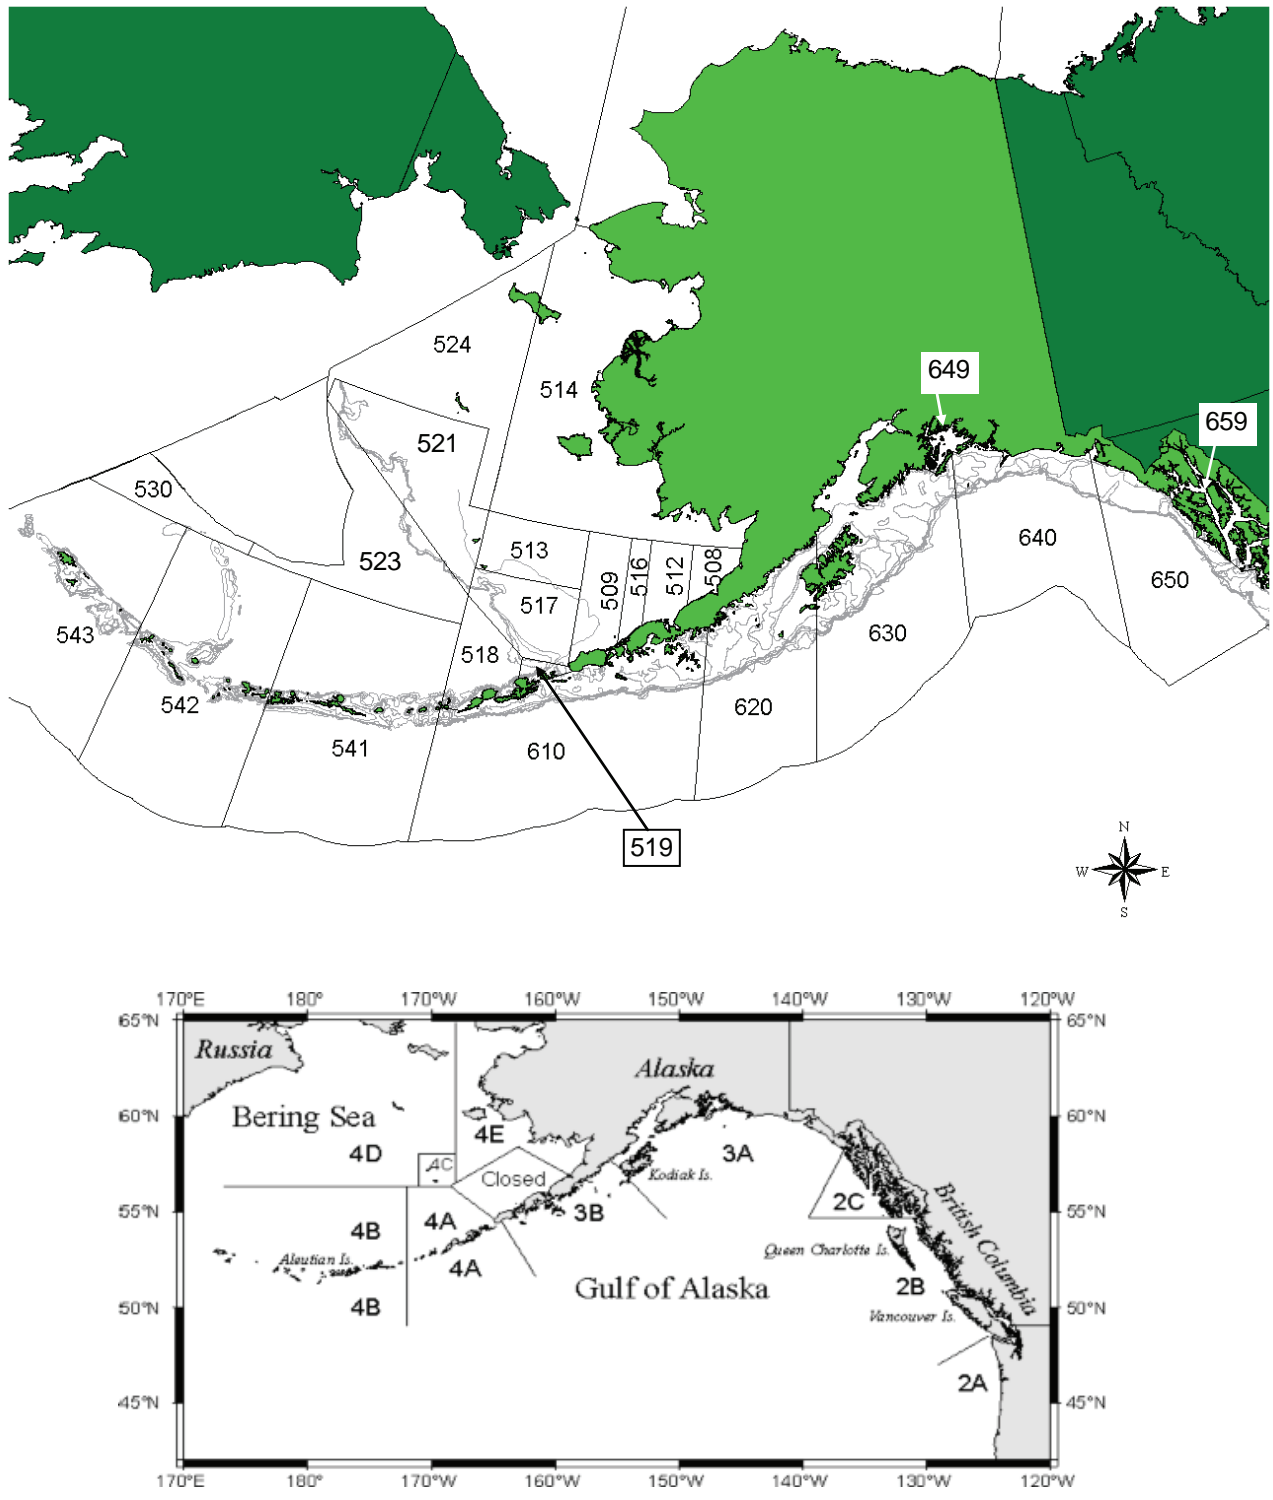 649
524
514
659
521
530
513
509
516
512
508
640
523
517
650
543
518
630
542
620
541
610
519
N
W E
S
170°E 180° 170°W 160°W 150°W 140°W 130°W 120°W
65°N 65°N
Russia
Alaska
Bering Sea
60°N 60°N
4E
4D
3A
4C
Closed
Kodiak Is.
British Columbia
55°N 55°N
4A
3B
2C
4B
Aleutian Is.
4A
Queen Charlotte Is.
Gulf of Alaska
2B
4B
50°N 50°N
Vancouver Is.
2A
45°N 45°N
170°E 180° 170°W 160°W 150°W 140°W 130°W 120°W